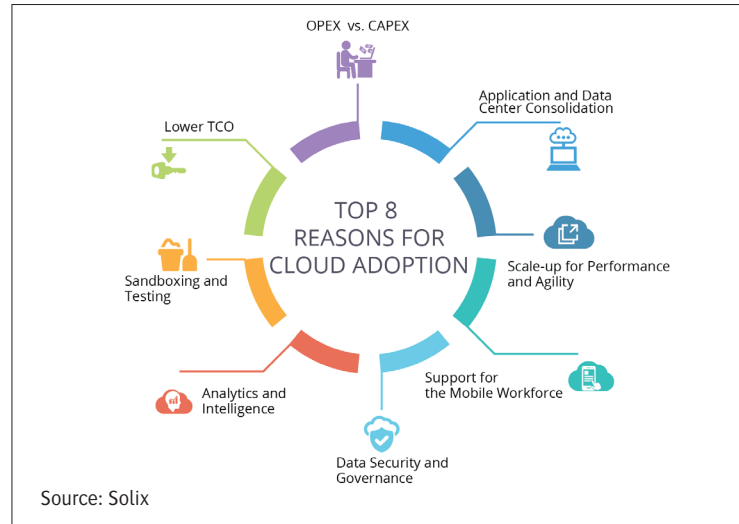 OPEX vs. CAPEX
Application and Data
Center Consolidation
Lower TCO
TOP 8
REASONS FOR
CLOUD ADOPTION
Scale-up for Performance
and Agility
Sandboxing and
Testing
Support for
the Mobile Workforce
Analytics and
Intelligence
Data Security and
Governance
Source: Solix